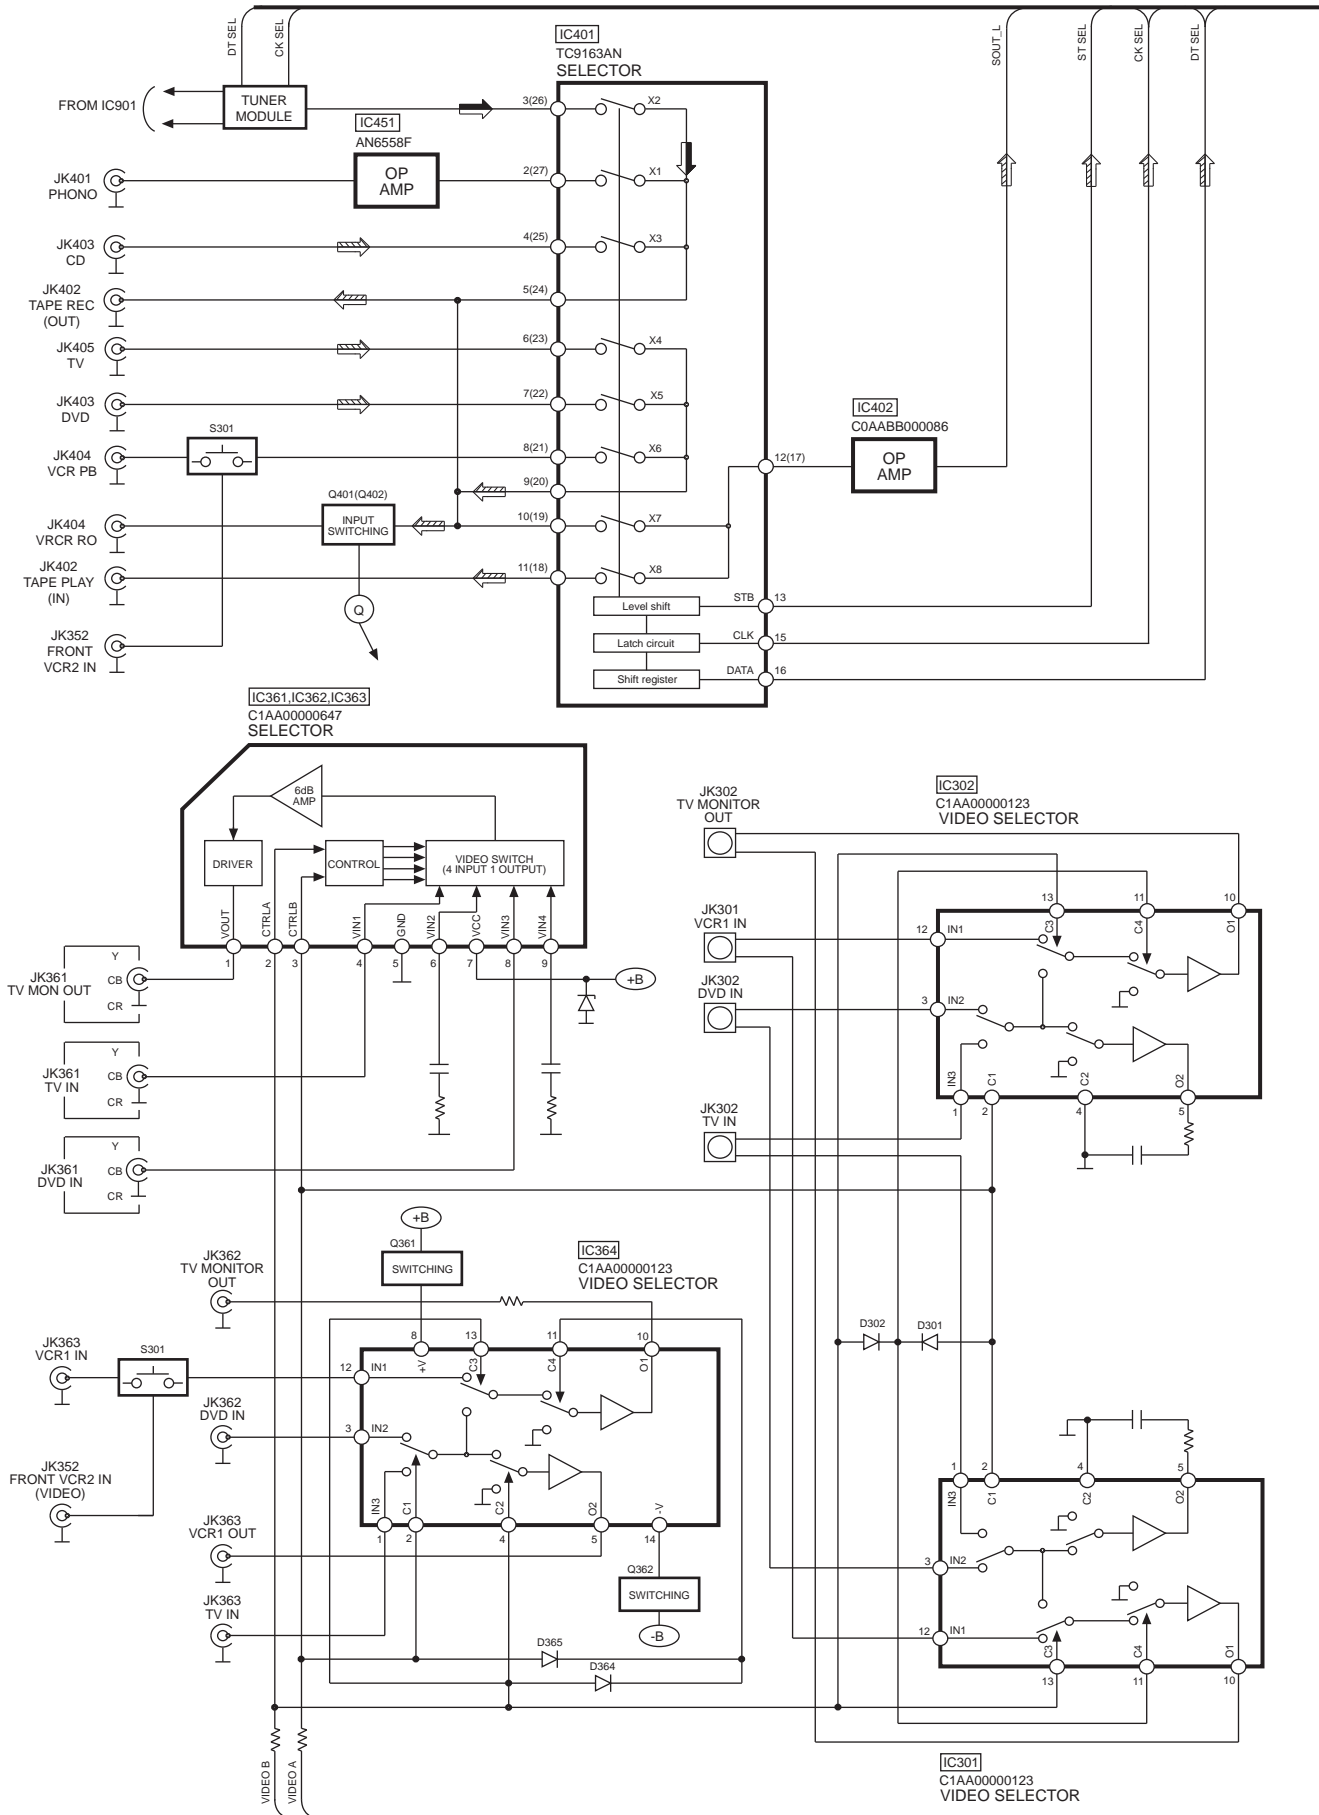 DT SEL
CK SEL
SOUT_L
ST SEL
CK SEL
DT SEL
IC401
TC9163AN
SELECTOR
FROM IC901
TUNER
MODULE
3(26)
X2
IC451
AN6558F
OP
AMP
JK401
PHONO
2(27)
X1
JK403
CD
4(25)
X3
JK402
TAPE REC
(OUT)
5(24)
JK405
TV
6(23)
X4
JK403
DVD
7(22)
X5
IC402
C0AABB000086
OP
AMP
S301
JK404
VCR PB
8(21)
X6
12(17)
9(20)
Q401(Q402)
INPUT
SWITCHING
JK404
VRCR RO
10(19)
X7
JK402
TAPE PLAY
(IN)
11(18)
X8
Q
Level shift
STB
13
Latch circuit
CLK
15
Shift register
DATA
16
JK352
FRONT
VCR2 IN
IC361,IC362,IC363
C1AA00000647
SELECTOR
6dB
AMP
DRIVER
CONTROL
VIDEO SWITCH
(4 INPUT 1 OUTPUT)
VOUT
CTRLA
CTRLB
VIN1
GND
VIN2
VCC
VIN3
VIN4
1
2
3
4
5
6
7
8
9
+B
Y
JK361
TV MON OUT
CB
CR
Y
JK361
TV IN
CB
CR
Y
JK361
DVD IN
CB
CR
JK302
TV MONITOR
OUT
JK301
VCR1 IN
JK302
DVD IN
JK302
TV IN
IC302
C1AA00000123
VIDEO SELECTOR
13
11
10
C3
C4
O1
12
IN1
3
IN2
IN3
C1
C2
O2
1
2
4
5
+B
Q361
SWITCHING
IC364
C1AA00000123
VIDEO SELECTOR
JK362
TV MONITOR
OUT
8
13
11
10
+V
C3
C4
O1
JK363
VCR1 IN
S301
12
IN1
JK362
DVD IN
3
IN2
JK352
FRONT VCR2 IN
(VIDEO)
IN3
C1
C2
O2
-V
1
2
4
5
14
JK363
VCR1 OUT
Q362
SWITCHING
-B
JK363
TV IN
D365
D364
D302
D301
1
2
4
5
IN3
C1
C2
O2
3
IN2
12
IN1
C3
C4
O1
13
11
10
VIDEO B
VIDEO A
IC301
C1AA00000123
VIDEO SELECTOR